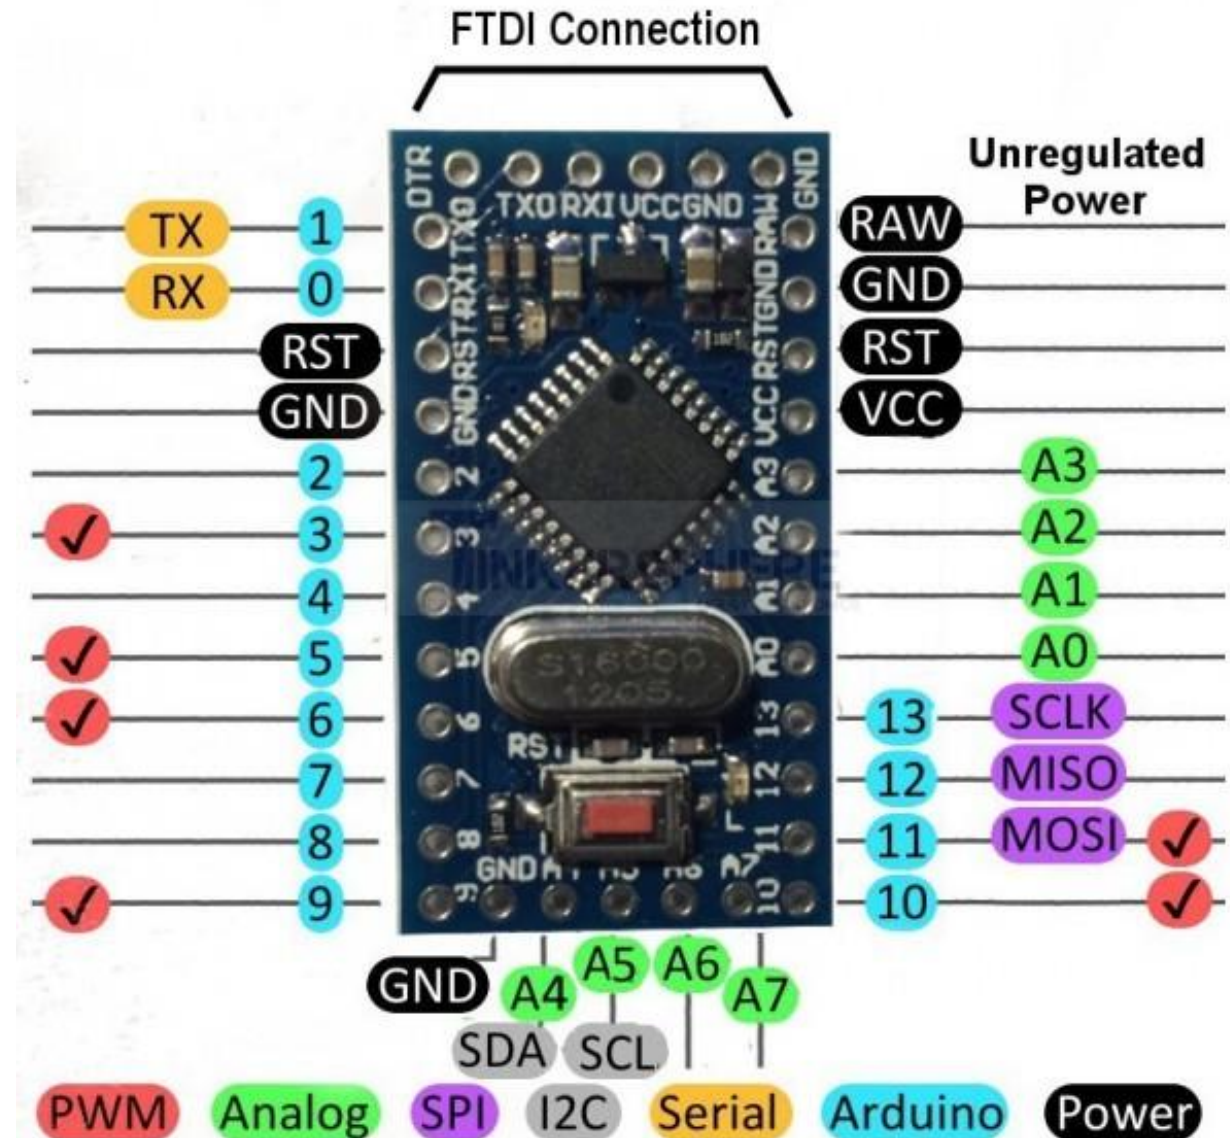 FTDI Connection
Unregulated
Power
DTR
TXO RXI VCC GND
GND
TX 1
TXO
RAW
RAW
RX 0
RXI
GND
GND
RST
RST
RST
RST
GND
GND
VCC
VCC
2
2
A3
A3
✓ 3
3
A2
A2
4
4
A1
A1
✓ 5
5
S16000
1205
A0
A0
✓ 6
6
RST
13
13 SCLK
7
7
12
12 MISO
8
8
L
11
11 MOSI ✓
GND A4 A5 A6 A7
✓ 9
9
10
10 ✓
GND A4 A5 A6 A7
SDA SCL
PWM Analog SPI I2C Serial Arduino Power